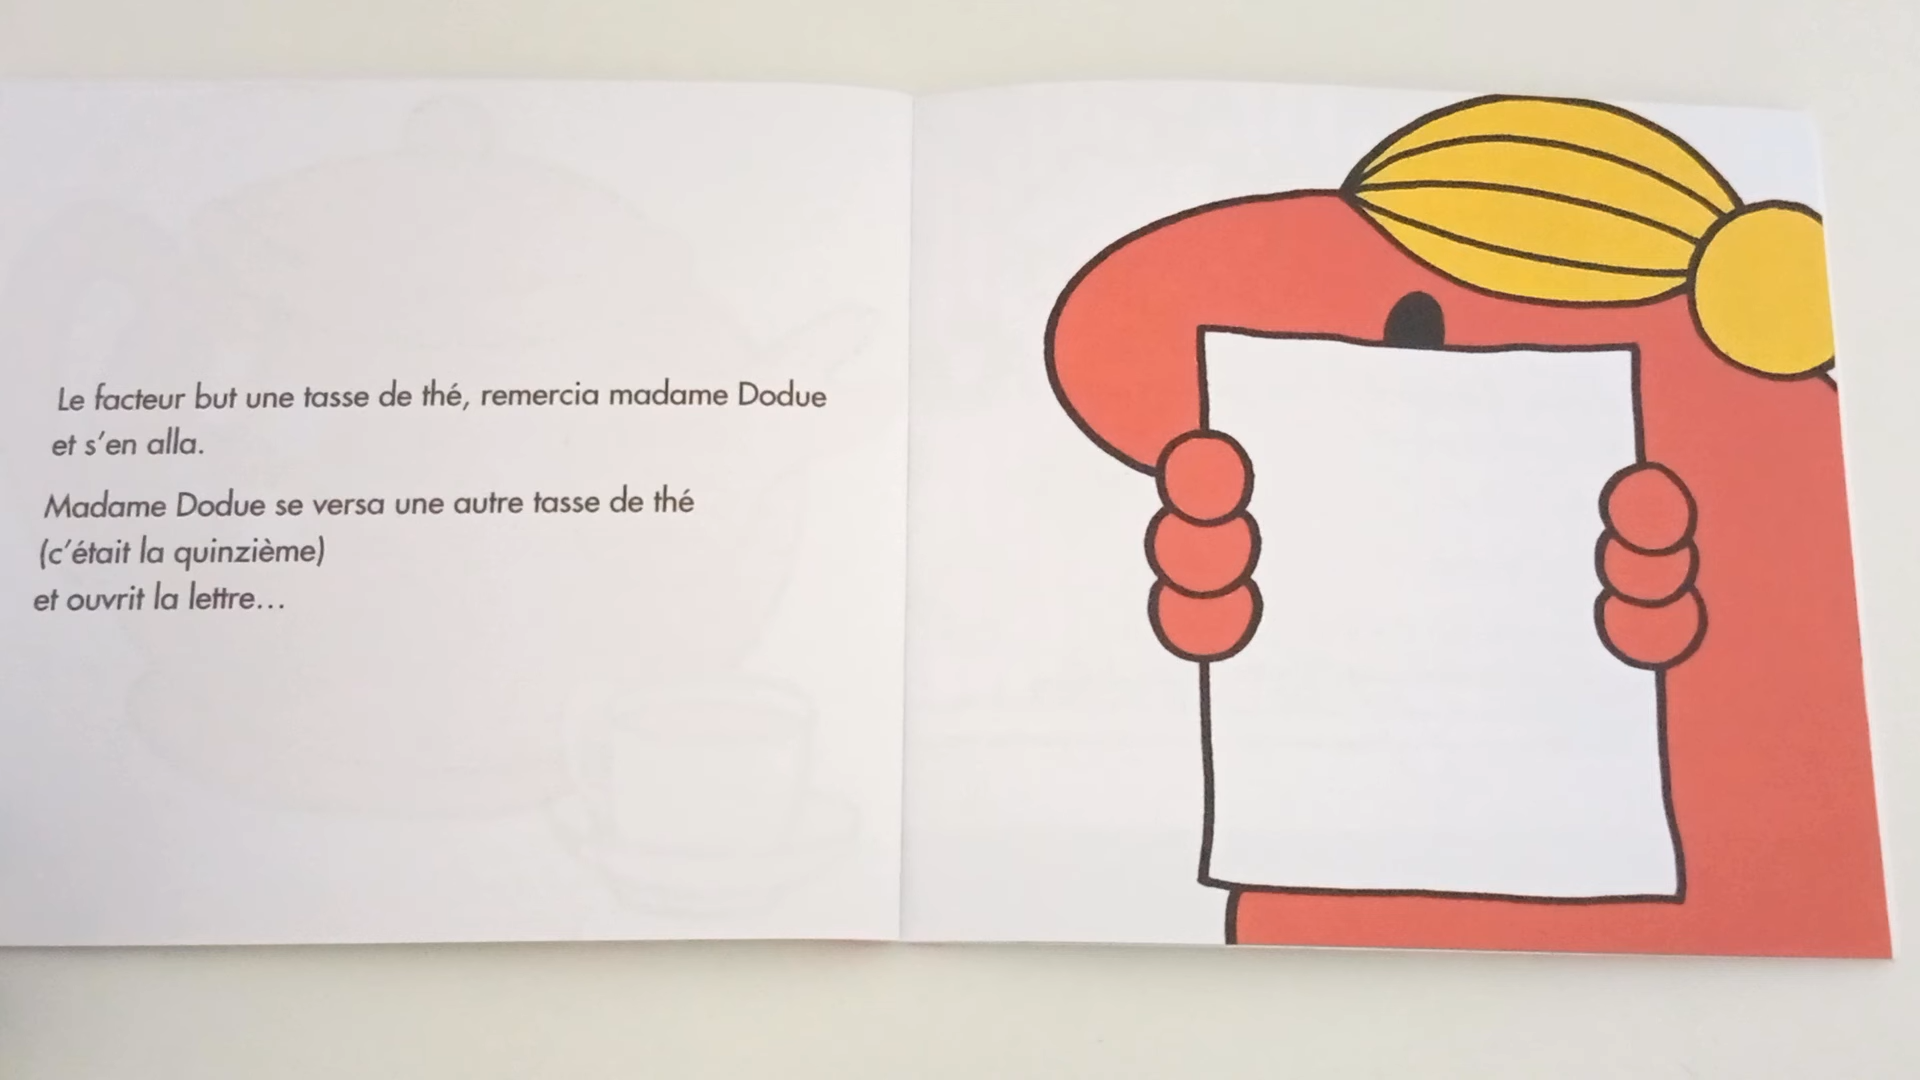 Le facteur but une tasse de thé, remercia madame Dodue
et s'en alla.
Madame Dodue se versa une autre tasse de thé
(c'était la quinzième)
et ouvrit la lettre...